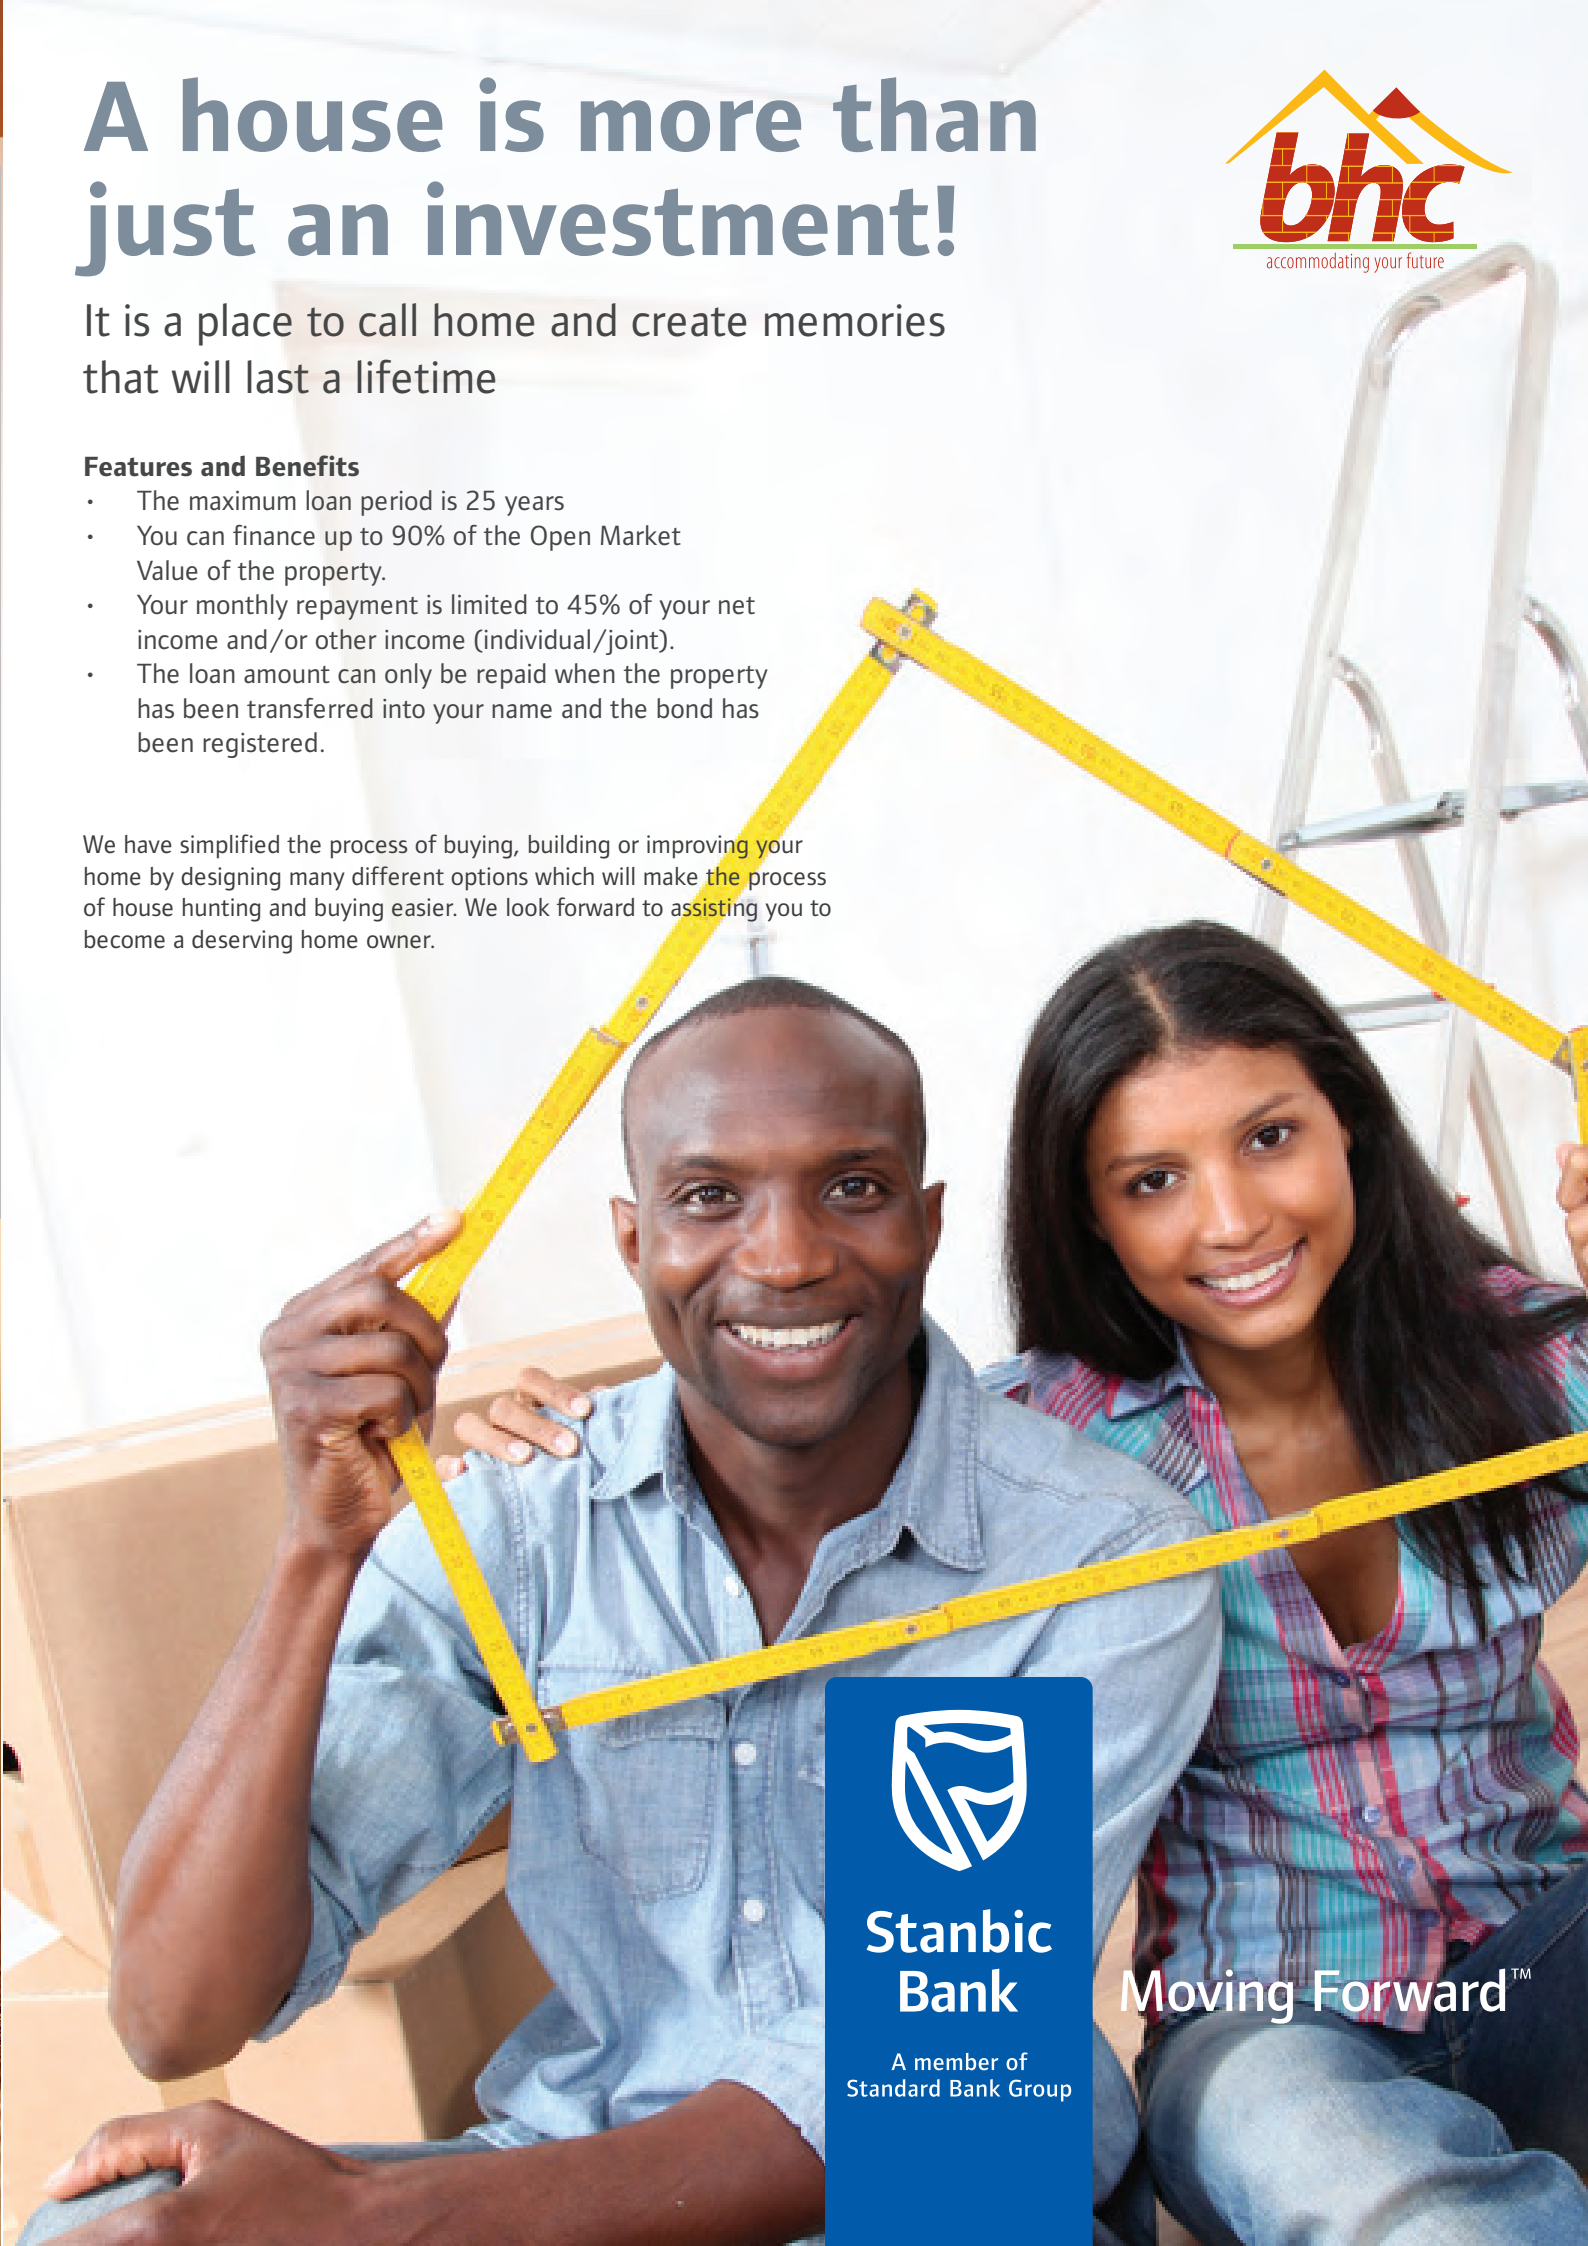 A house is more than
just an investment!
bhc
accommodating your future
It is a place to call home and create memories
that will last a lifetime
Features and Benefits
• The maximum loan period is 25 years
• You can finance up to 90% of the Open Market
Value of the property.
• Your monthly repayment is limited to 45% of your net
income and/or other income (individual/joint).
• The loan amount can only be repaid when the property
has been transferred into your name and the bond has
been registered.
We have simplified the process of buying, building or improving your
home by designing many different options which will make the process
of house hunting and buying easier. We look forward to assisting you to
become a deserving home owner.
Stanbic
Bank
Moving Forward™
A member of
Standard Bank Group